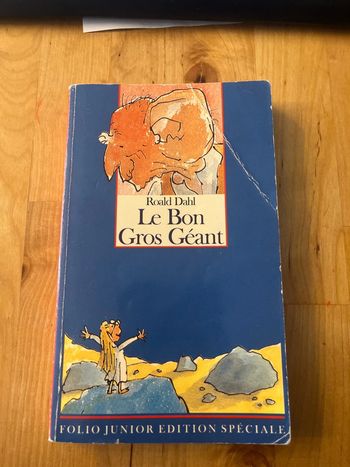 Roald Dahl
Le Bon
Gros Géant
FOLIO JUNIOR EDITION SPÉCIALE